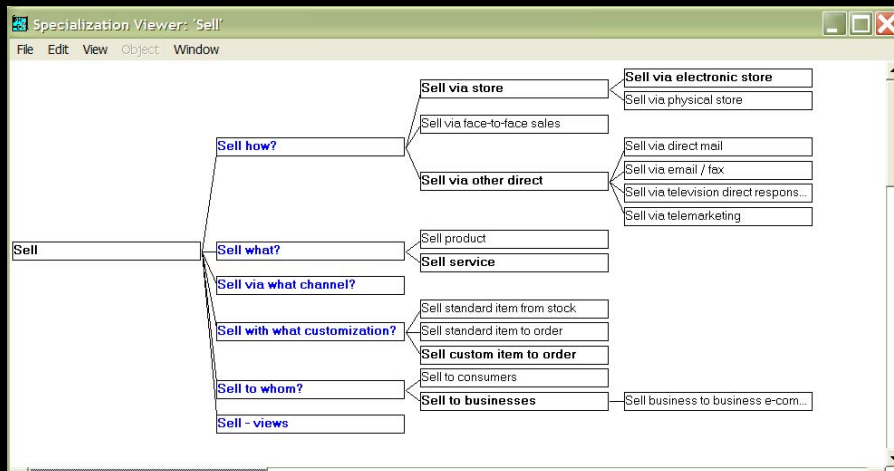 Specialization Viewer: 'Sell'
File Edit View Object Window
Sell via electronic store
Sell via store
Sell via physical store
Sell via face-to-face sales
Sell how?
Sell via direct mail
Sell via email / fax
Sell via other direct
Sell via television direct respons...
Sell via telemarketing
Sell product
Sell
Sell what?
Sell service
Sell via what channel?
Sell standard item from stock
Sell with what customization?
Sell standard item to order
Sell custom item to order
Sell to consumers
Sell to whom?
Sell to businesses
Sell business to business e-com...
Sell - views